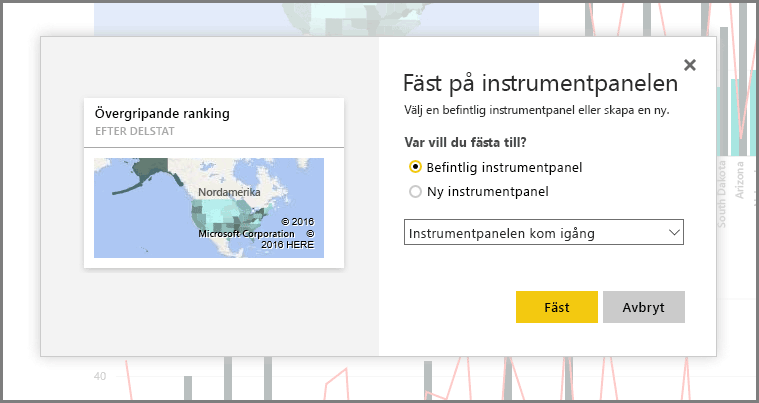 Fäst på instrumentpanelen
Välj en befintlig instrumentpanel eller skapa en ny.
Var vill du fästa till?
Befintlig instrumentpanel
Ny instrumentpanel
Instrumentpanelen kom igång
Fäst
Avbryt
Övergripande ranking
EFTER DELSTAT
Nordamerika
© 2016
Microsoft Corporation ©
2016 HERE
South Dakota
Arizona
40